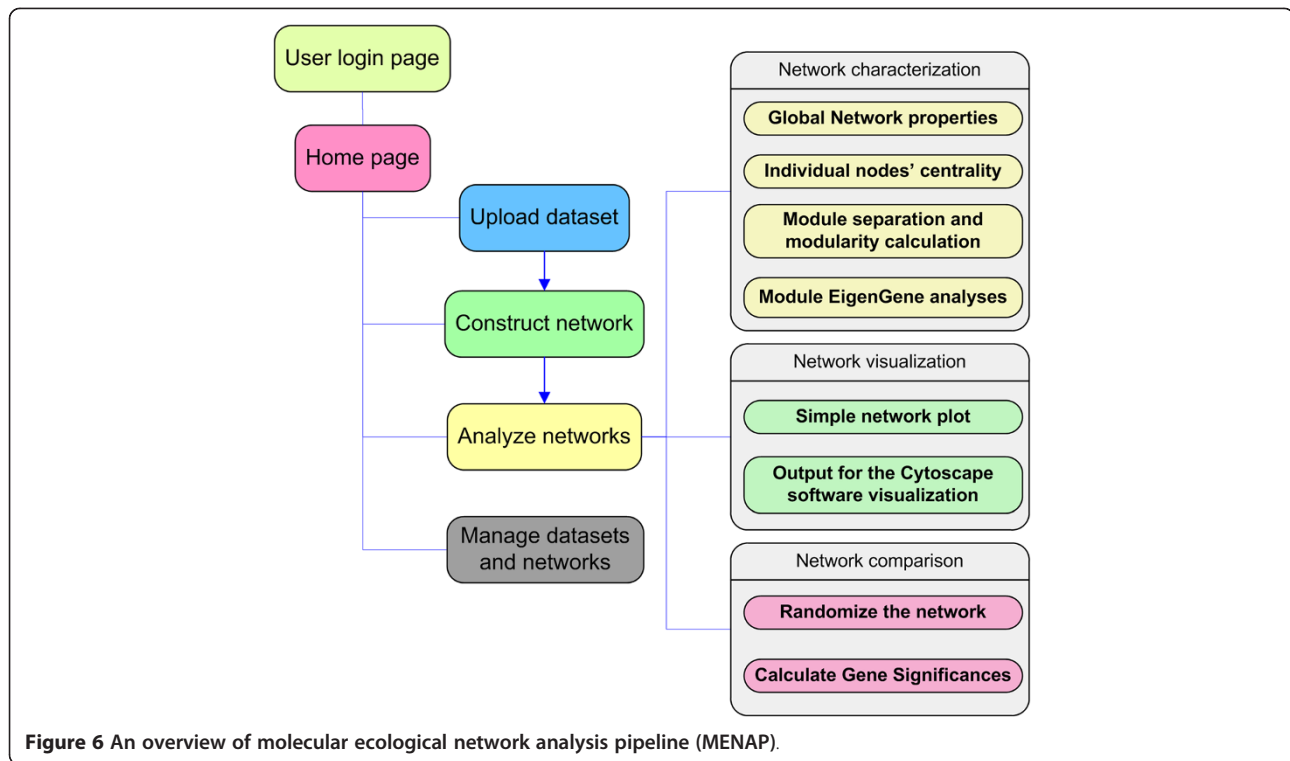 User login page
Home page
Upload dataset
Construct network
Analyze networks
Manage datasets
and networks
Network characterization
Global Network properties
Individual nodes' centrality
Module separation and
modularity calculation
Module EigenGene analyses
Network visualization
Simple network plot
Output for the Cytoscape
software visualization
Network comparison
Randomize the network
Calculate Gene Significances
Figure 6 An overview of molecular ecological network analysis pipeline (MENAP).